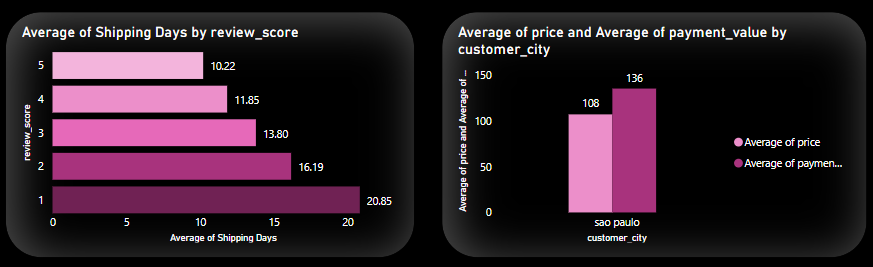 Average of Shipping Days by review_score
review_score
5
10.22
4
11.85
3
13.80
2
16.19
1
20.85
0
5
10
15
20
Average of Shipping Days
Average of price and Average of payment_value by
customer_city
Average of price and Average of ...
150
100
50
0
108
136
sao paulo
customer_city
Average of price
Average of paymen...